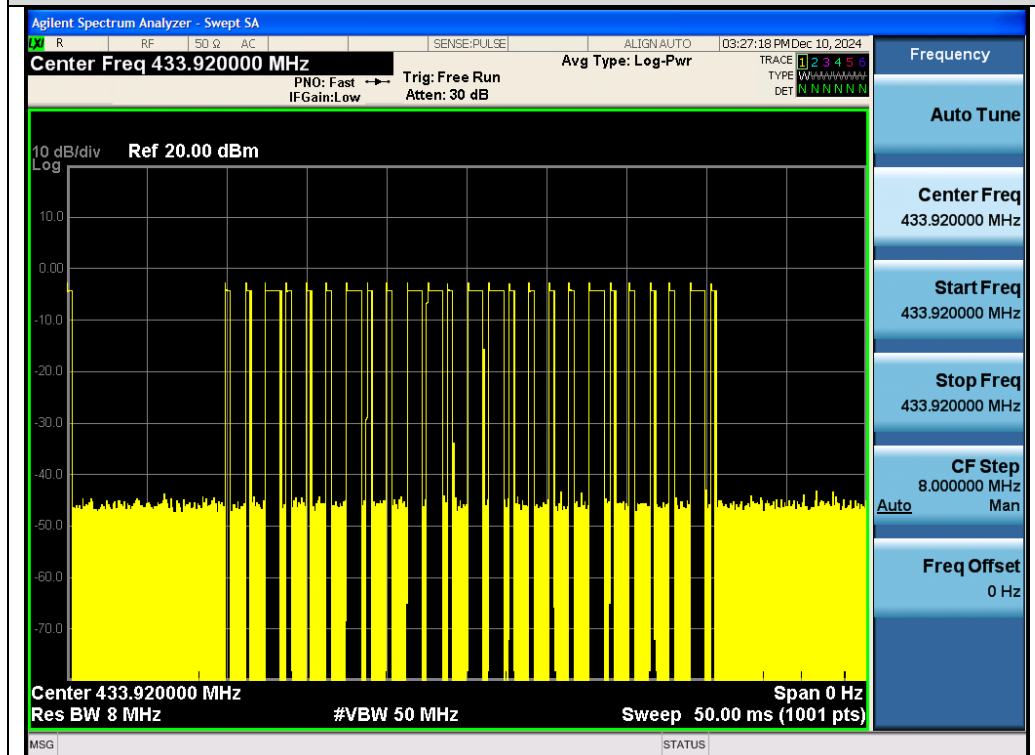 Agilent Spectrum Analyzer - Swept SA
LXI R RF 50 Ω AC SENSE:PULSE ALIGN AUTO 03:27:18 PM Dec 10, 2024
Center Freq 433.920000 MHz
PNO: Fast
IFGain:Low
Trig: Free Run
Atten: 30 dB
Avg Type: Log-Pwr
TRACE 1 2 3 4 5 6
TYPE W
DET N N N N N N
10 dB/div Ref 20.00 dBm
Log
10.0
0.00
-10.0
-20.0
-30.0
-40.0
-50.0
-60.0
-70.0
Center 433.920000 MHz Span 0 Hz
Res BW 8 MHz #VBW 50 MHz Sweep 50.00 ms (1001 pts)
MSG STATUS
Frequency
Auto Tune
Center Freq
433.920000 MHz
Start Freq
433.920000 MHz
Stop Freq
433.920000 MHz
CF Step
8.000000 MHz
Auto Man
Freq Offset
0 Hz